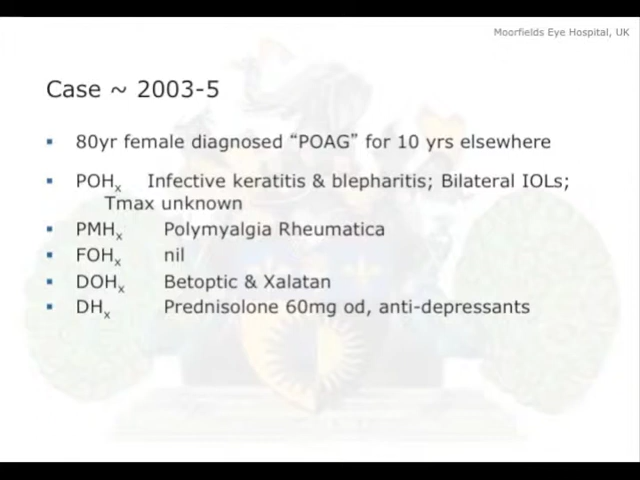 Moorfields Eye Hospital, UK
Case ~ 2003-5
▪ 80yr female diagnosed “POAG” for 10 yrs elsewhere
▪ POHx Infective keratitis & blepharitis; Bilateral IOLs;
Tmax unknown
▪ PMHx Polymyalgia Rheumatica
▪ FOHx nil
▪ DOHx Betoptic & Xalatan
▪ DHx Prednisolone 60mg od, anti-depressants